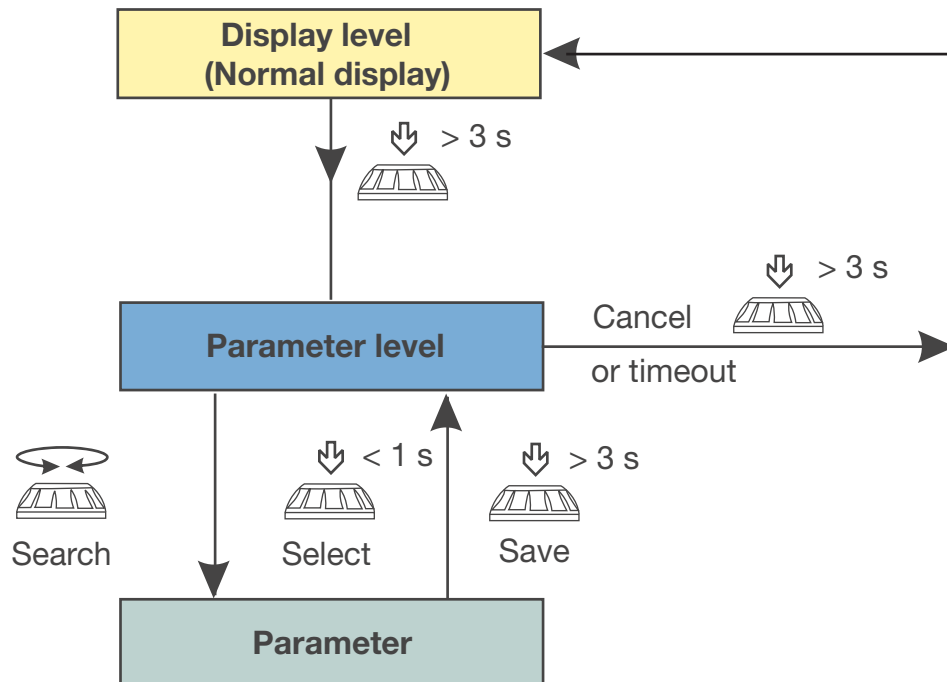 Display level
(Normal display)
> 3 s
> 3 s
Parameter level
Cancel
or timeout
< 1 s
> 3 s
Search
Select
Save
Parameter